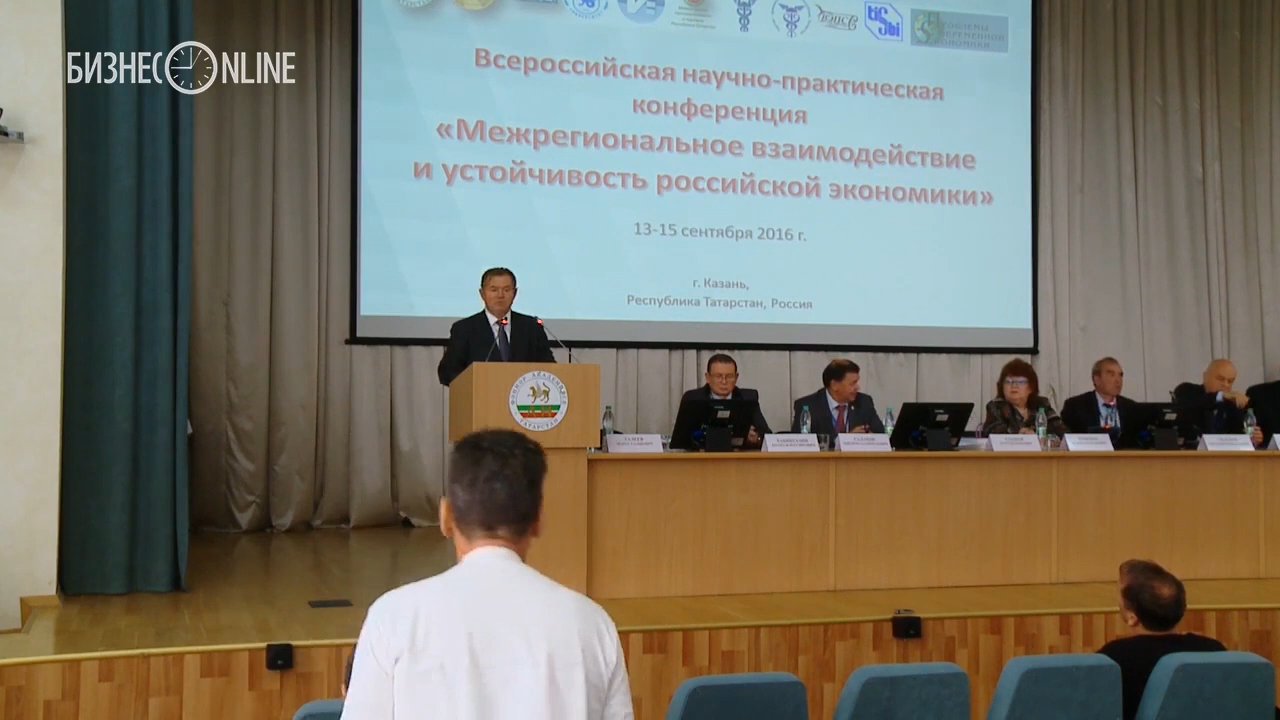 БИЗНЕС ONLINE
Всероссийская научно-практическая
конференция
«Межрегиональное взаимодействие
и устойчивость российской экономики»
13-15 сентября 2016 г.
г. Казань,
Республика Татарстан, Россия
ТАТАРСТАН